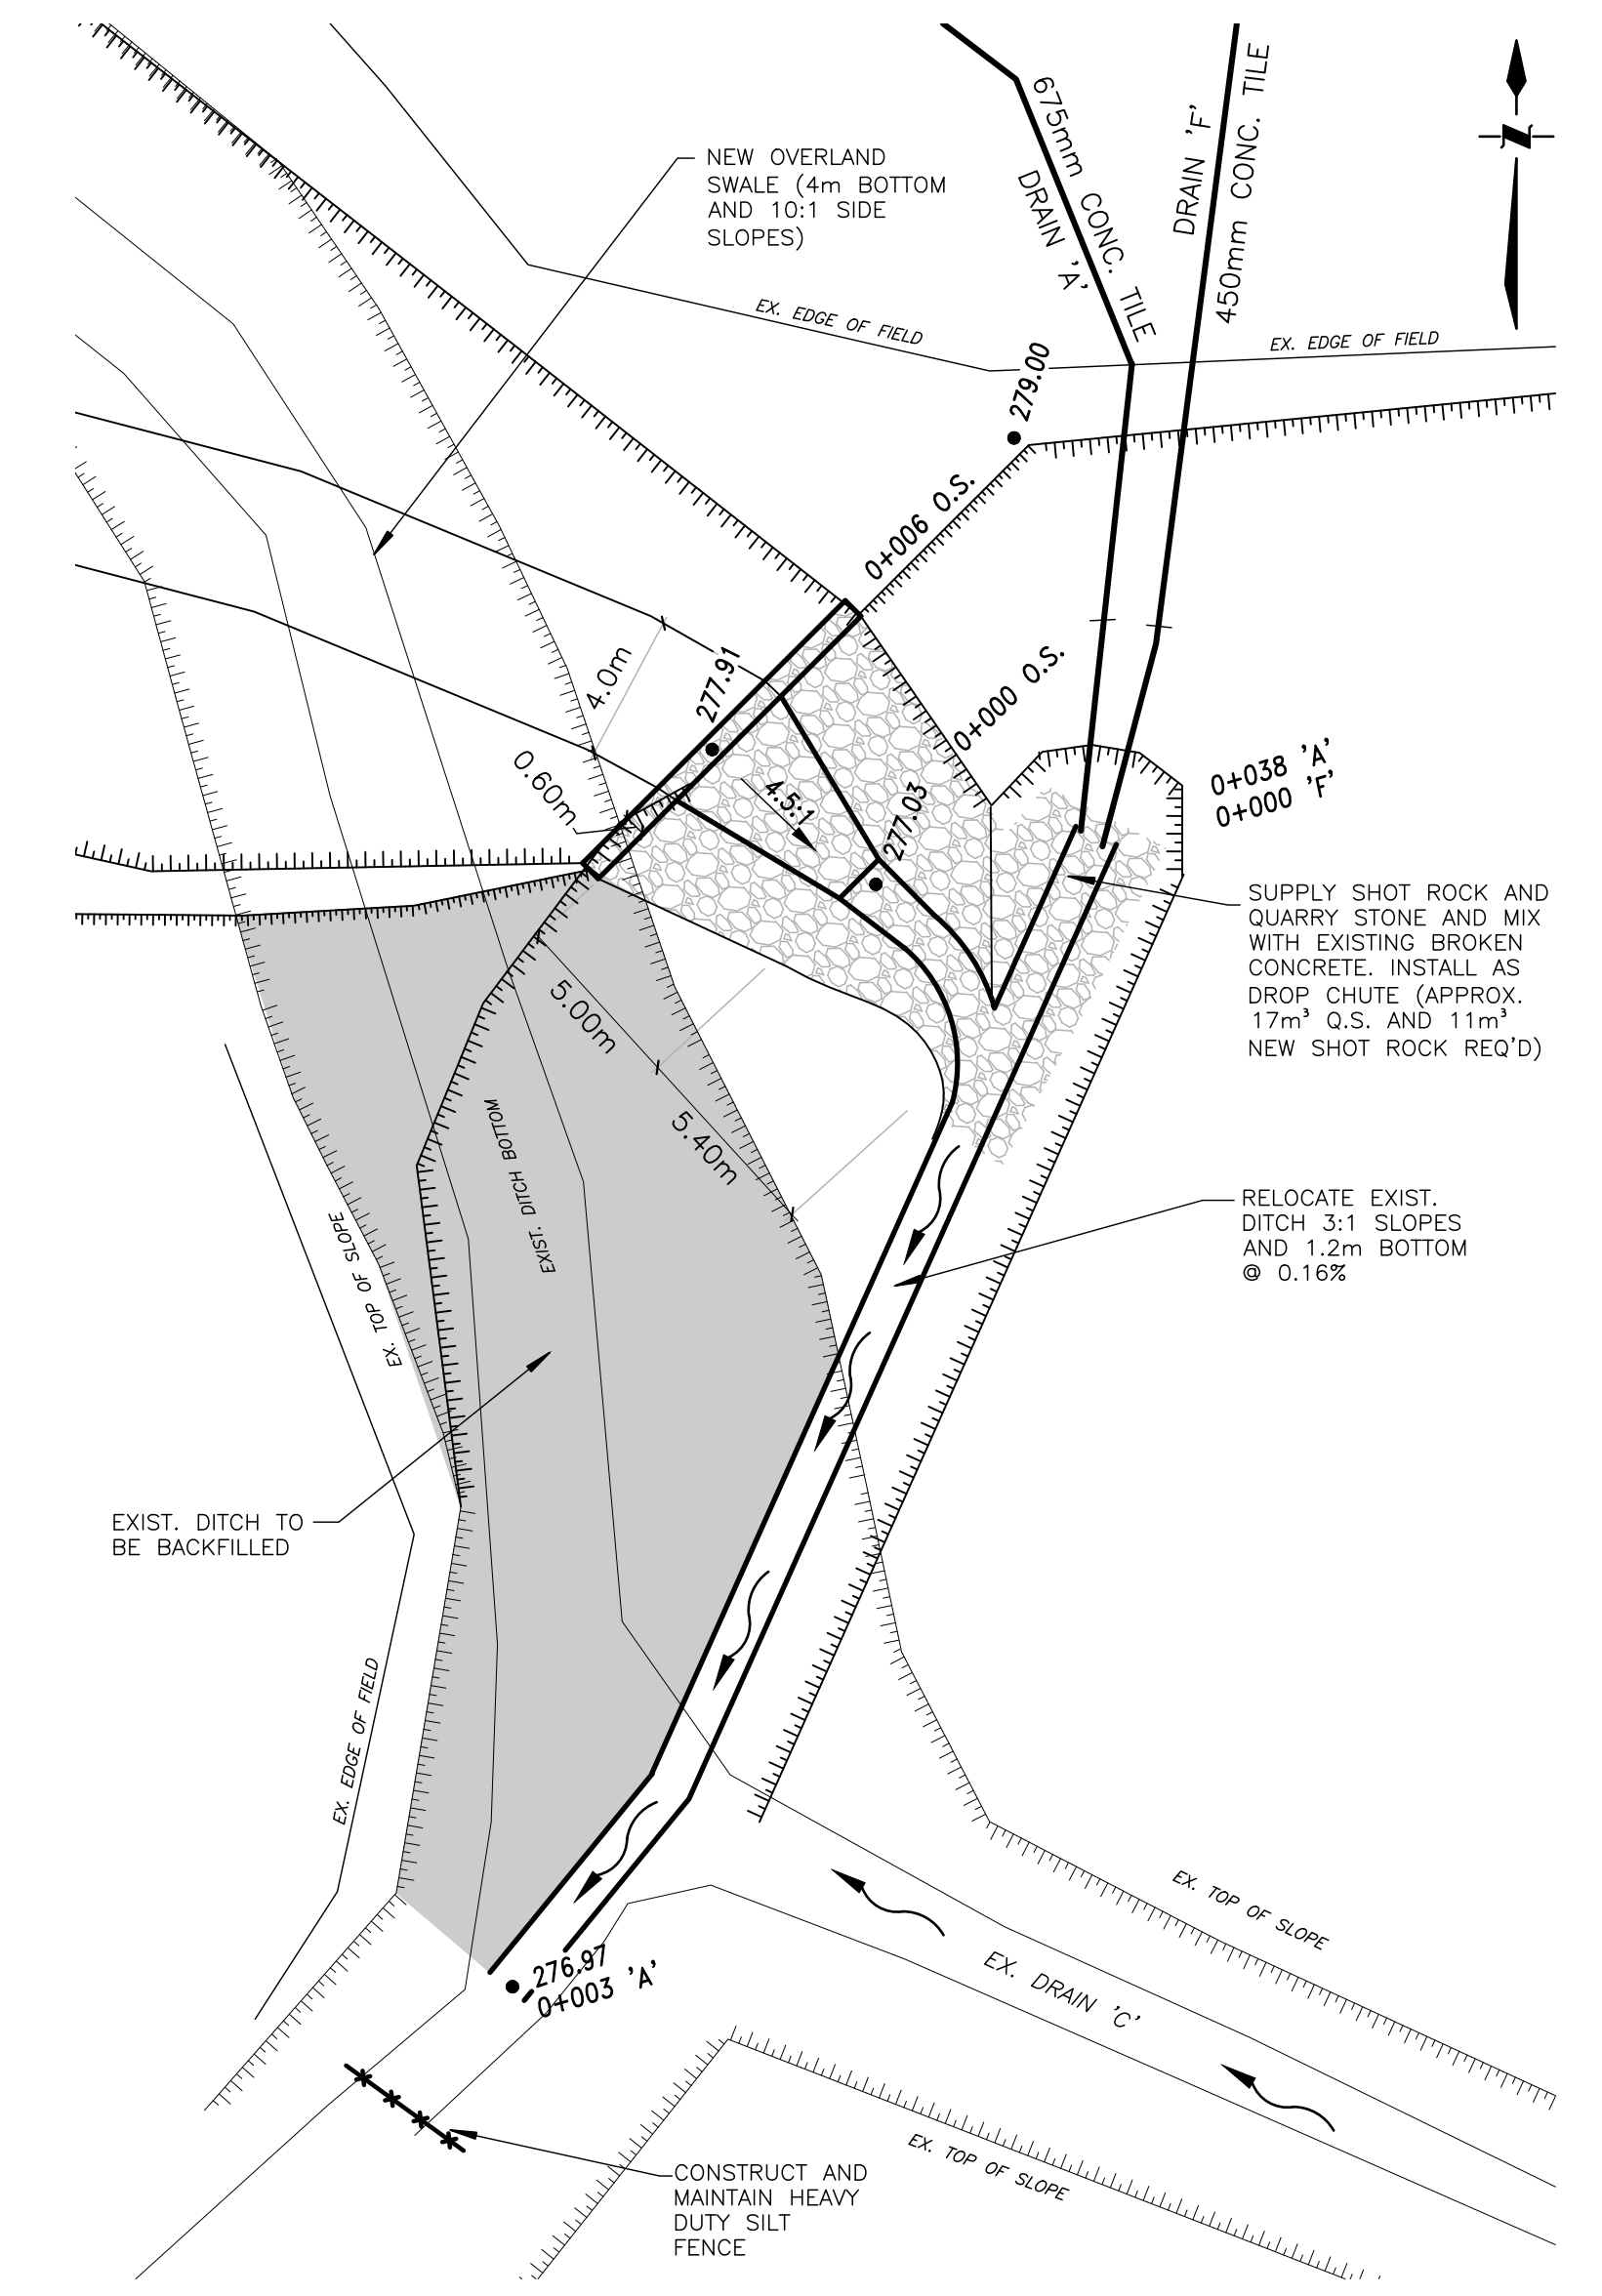 NEW OVERLAND
SWALE (4m BOTTOM
AND 10:1 SIDE
SLOPES)
675mm CONC. TILE
DRAIN 'A'
DRAIN 'F'
450mm CONC. TILE
N
EX. EDGE OF FIELD
EX. EDGE OF FIELD
279.00
0+006 O.S.
4.0m
277.91
0+000 O.S.
0.60m
4.5:1
277.03
0+038 'A'
0+000 'F'
SUPPLY SHOT ROCK AND
QUARRY STONE AND MIX
WITH EXISTING BROKEN
CONCRETE. INSTALL AS
DROP CHUTE (APPROX.
17m³ Q.S. AND 11m³
NEW SHOT ROCK REQ'D)
5.00m
5.40m
EXIST. DITCH BOTTOM
EX. TOP OF SLOPE
RELOCATE EXIST.
DITCH 3:1 SLOPES
AND 1.2m BOTTOM
@ 0.16%
EXIST. DITCH TO
BE BACKFILLED
EX. EDGE OF FIELD
276.97
0+003 'A'
EX. TOP OF SLOPE
EX. DRAIN 'C'
EX. TOP OF SLOPE
CONSTRUCT AND
MAINTAIN HEAVY
DUTY SILT
FENCE